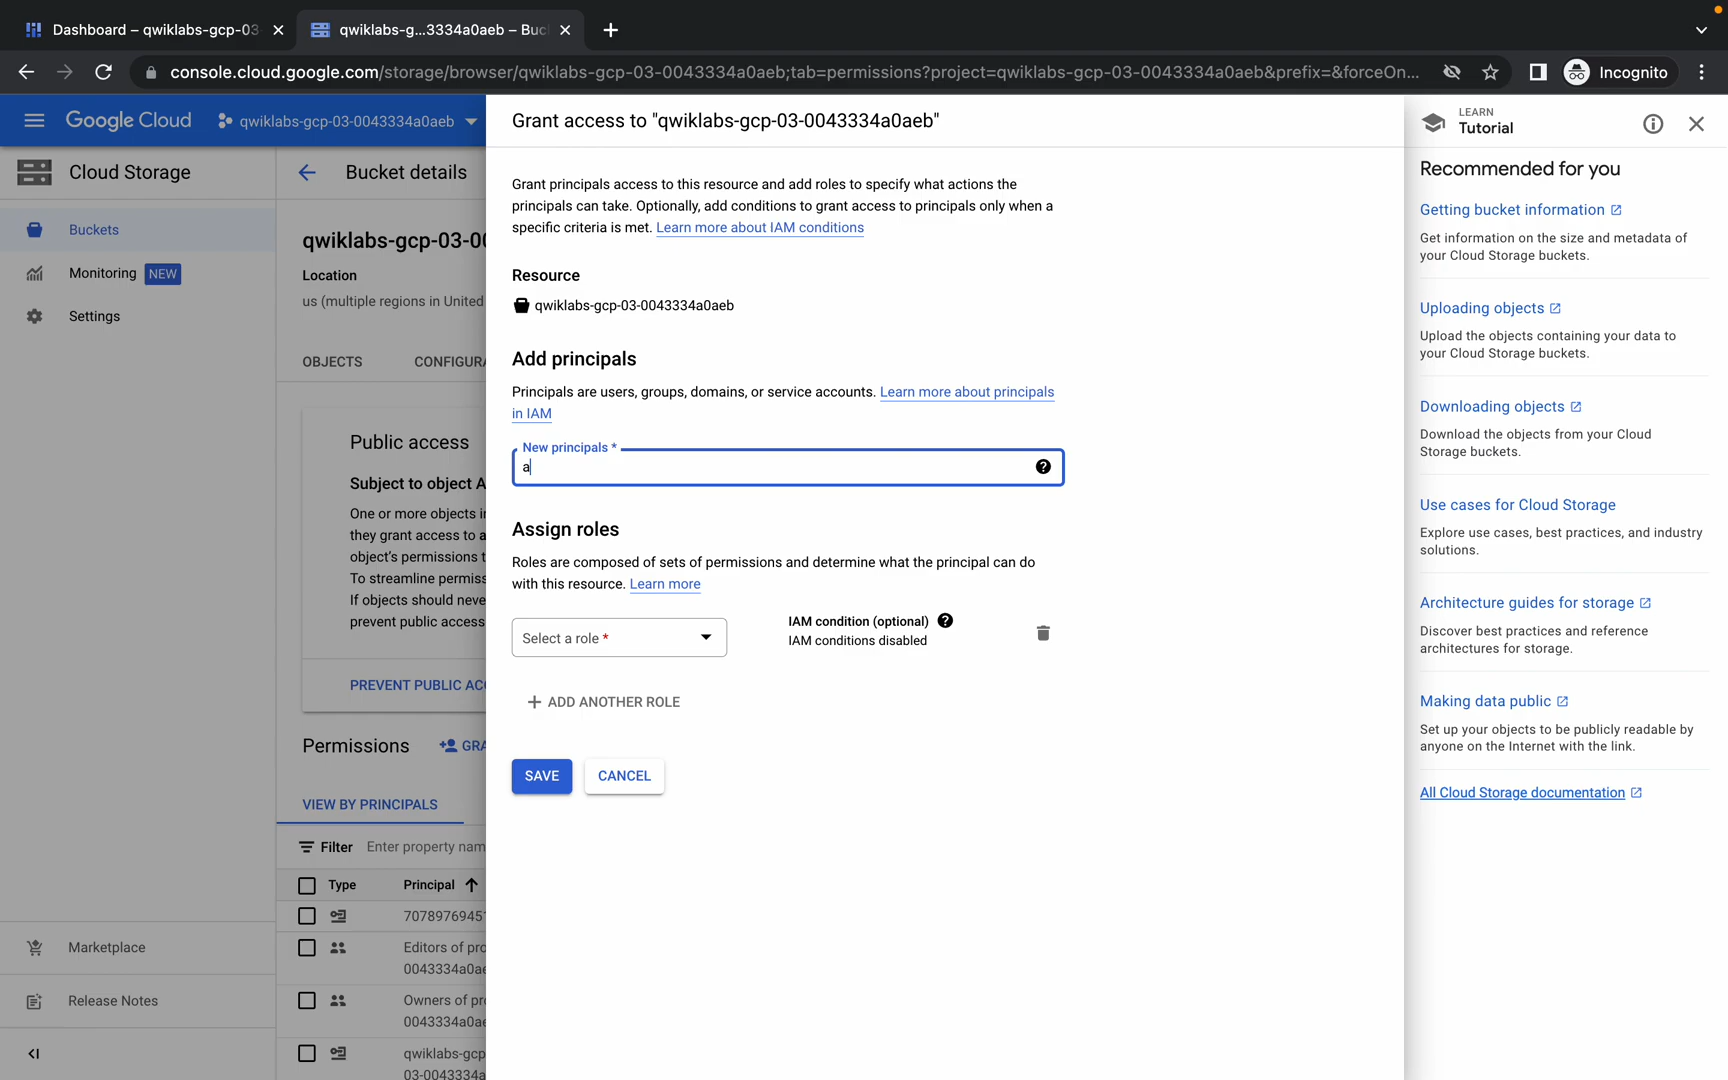 Dashboard – qwiklabs-gcp-03
qwiklabs-g...3334a0aeb – Buc
console.cloud.google.com/storage/browser/qwiklabs-gcp-03-0043334a0aeb;tab=permissions?project=qwiklabs-gcp-03-0043334a0aeb&prefix=&forceOn...
Incognito
Google Cloud
qwiklabs-gcp-03-0043334a0aeb
Cloud Storage
Buckets
Monitoring NEW
Settings
Marketplace
Release Notes
Bucket details
qwiklabs-gcp-03-00
Location
us (multiple regions in United
OBJECTS
CONFIGURA
Public access
Subject to object A
One or more objects in
they grant access to a
object's permissions t
To streamline permiss
If objects should neve
prevent public access
PREVENT PUBLIC ACC
Permissions
GRA
VIEW BY PRINCIPALS
Filter Enter property nam
Type Principal
7078976945
Editors of pro
0043334a0ae
Owners of pro
0043334a0ae
qwiklabs-gcp
03-0043334a
Grant access to "qwiklabs-gcp-03-0043334a0aeb"
Grant principals access to this resource and add roles to specify what actions the
principals can take. Optionally, add conditions to grant access to principals only when a
specific criteria is met. Learn more about IAM conditions
Resource
qwiklabs-gcp-03-0043334a0aeb
Add principals
Principals are users, groups, domains, or service accounts. Learn more about principals
in IAM
New principals *
a
Assign roles
Roles are composed of sets of permissions and determine what the principal can do
with this resource. Learn more
Select a role *
IAM condition (optional)
IAM conditions disabled
ADD ANOTHER ROLE
SAVE
CANCEL
LEARN
Tutorial
Recommended for you
Getting bucket information
Get information on the size and metadata of
your Cloud Storage buckets.
Uploading objects
Upload the objects containing your data to
your Cloud Storage buckets.
Downloading objects
Download the objects from your Cloud
Storage buckets.
Use cases for Cloud Storage
Explore use cases, best practices, and industry
solutions.
Architecture guides for storage
Discover best practices and reference
architectures for storage.
Making data public
Set up your objects to be publicly readable by
anyone on the Internet with the link.
All Cloud Storage documentation